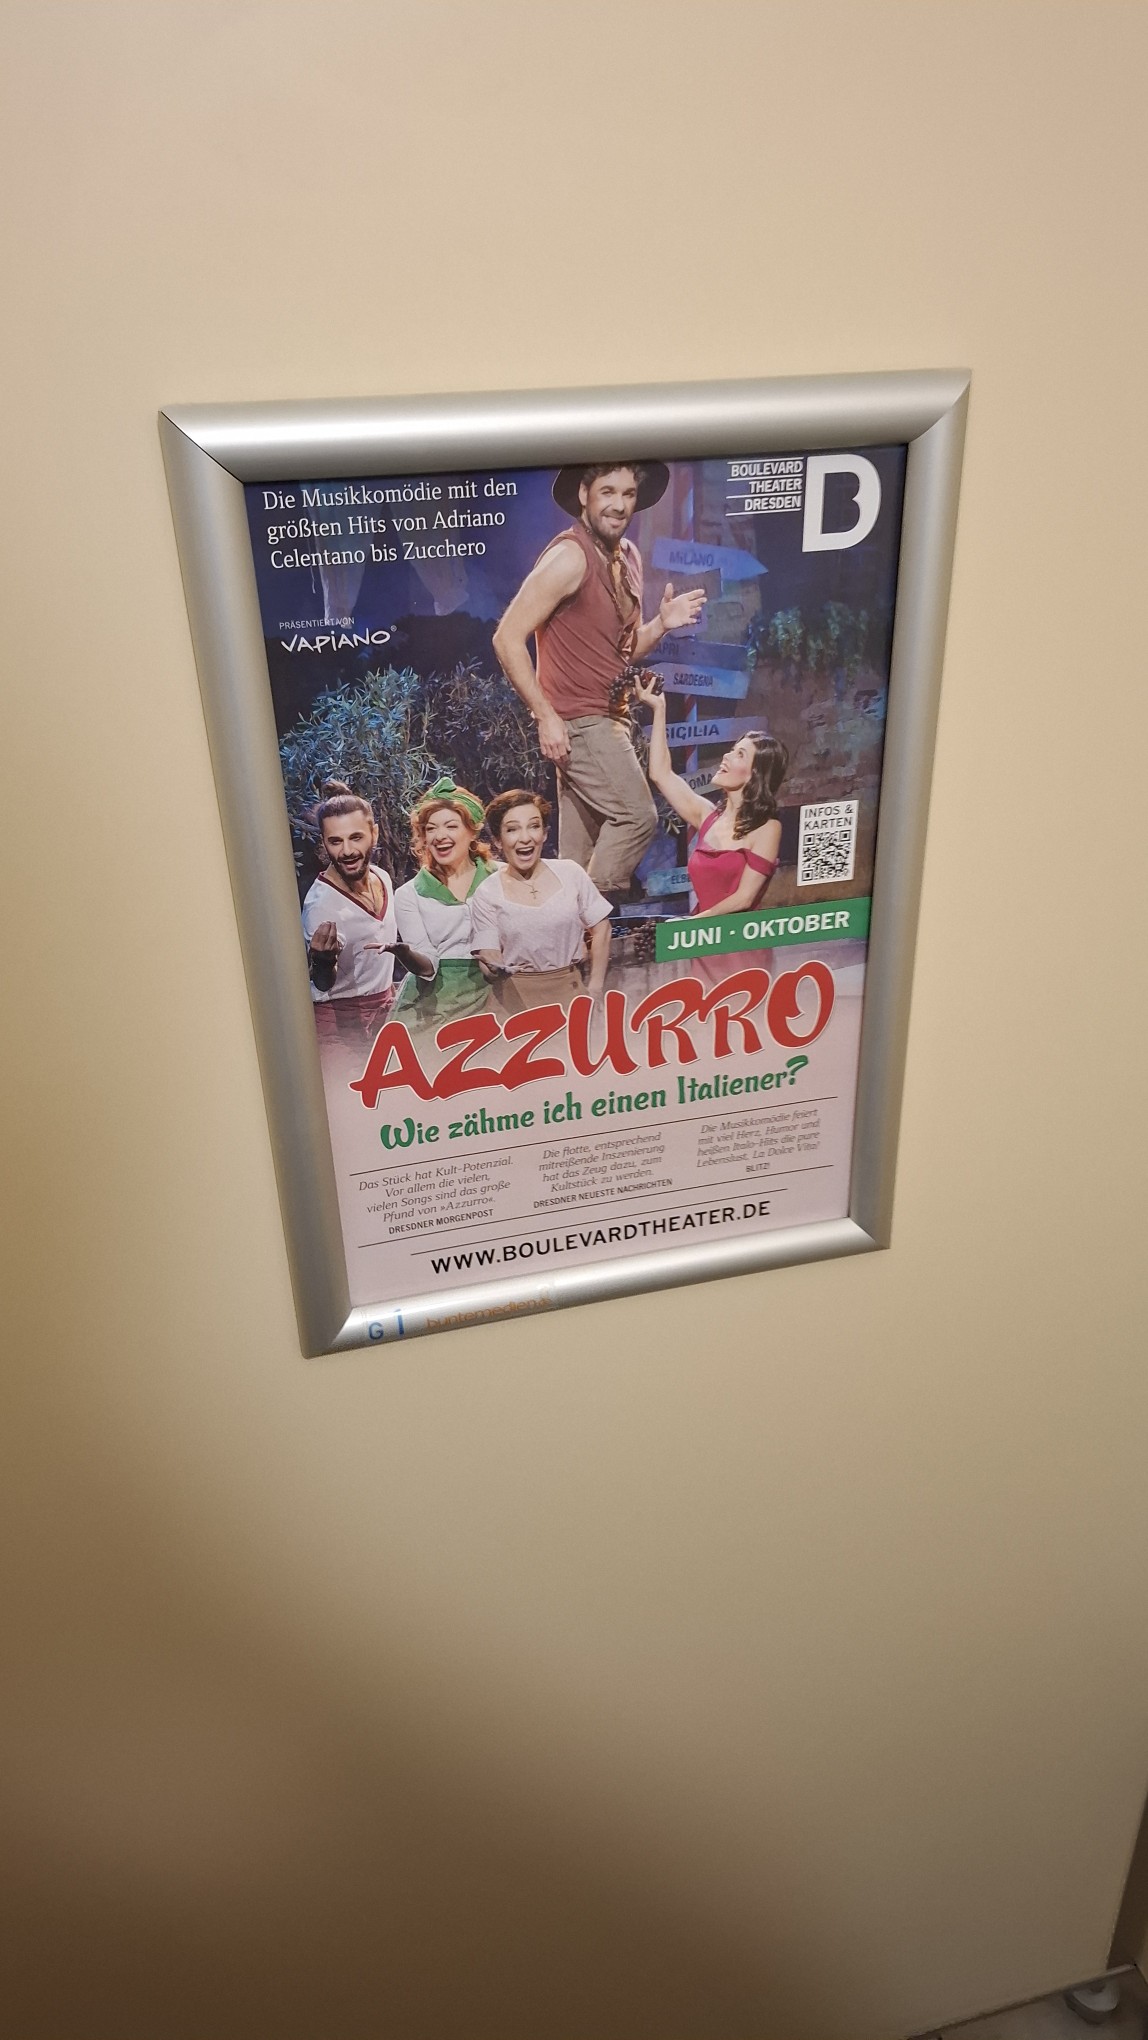 Die Musikkomödie mit den
größten Hits von Adriano
Celentano bis Zucchero
PRÄSENTIERT VON
VAPIANO®
BOULEVARD
THEATER
DRESDEN
B
MILANO
SARDEGNA
SICILIA
INFOS &
KARTEN
JUNI · OKTOBER
AZZURRO
Wie zähme ich einen Italiener?
Das Stück hat Kult-Potenzial.
Vor allem die vielen,
vielen Songs sind das große
Pfund von »Azzurro«.
DRESDNER MORGENPOST
Die flotte, entsprechend
mitreißende Inszenierung
hat das Zeug dazu, zum
Kultstück zu werden.
DRESDNER NEUESTE NACHRICHTEN
Die Musikkomödie feiert
mit viel Herz, Humor und
heißen Italo-Hits die pure
Lebenslust, La Dolce Vita!
BLITZ!
WWW.BOULEVARDTHEATER.DE
buntemedien